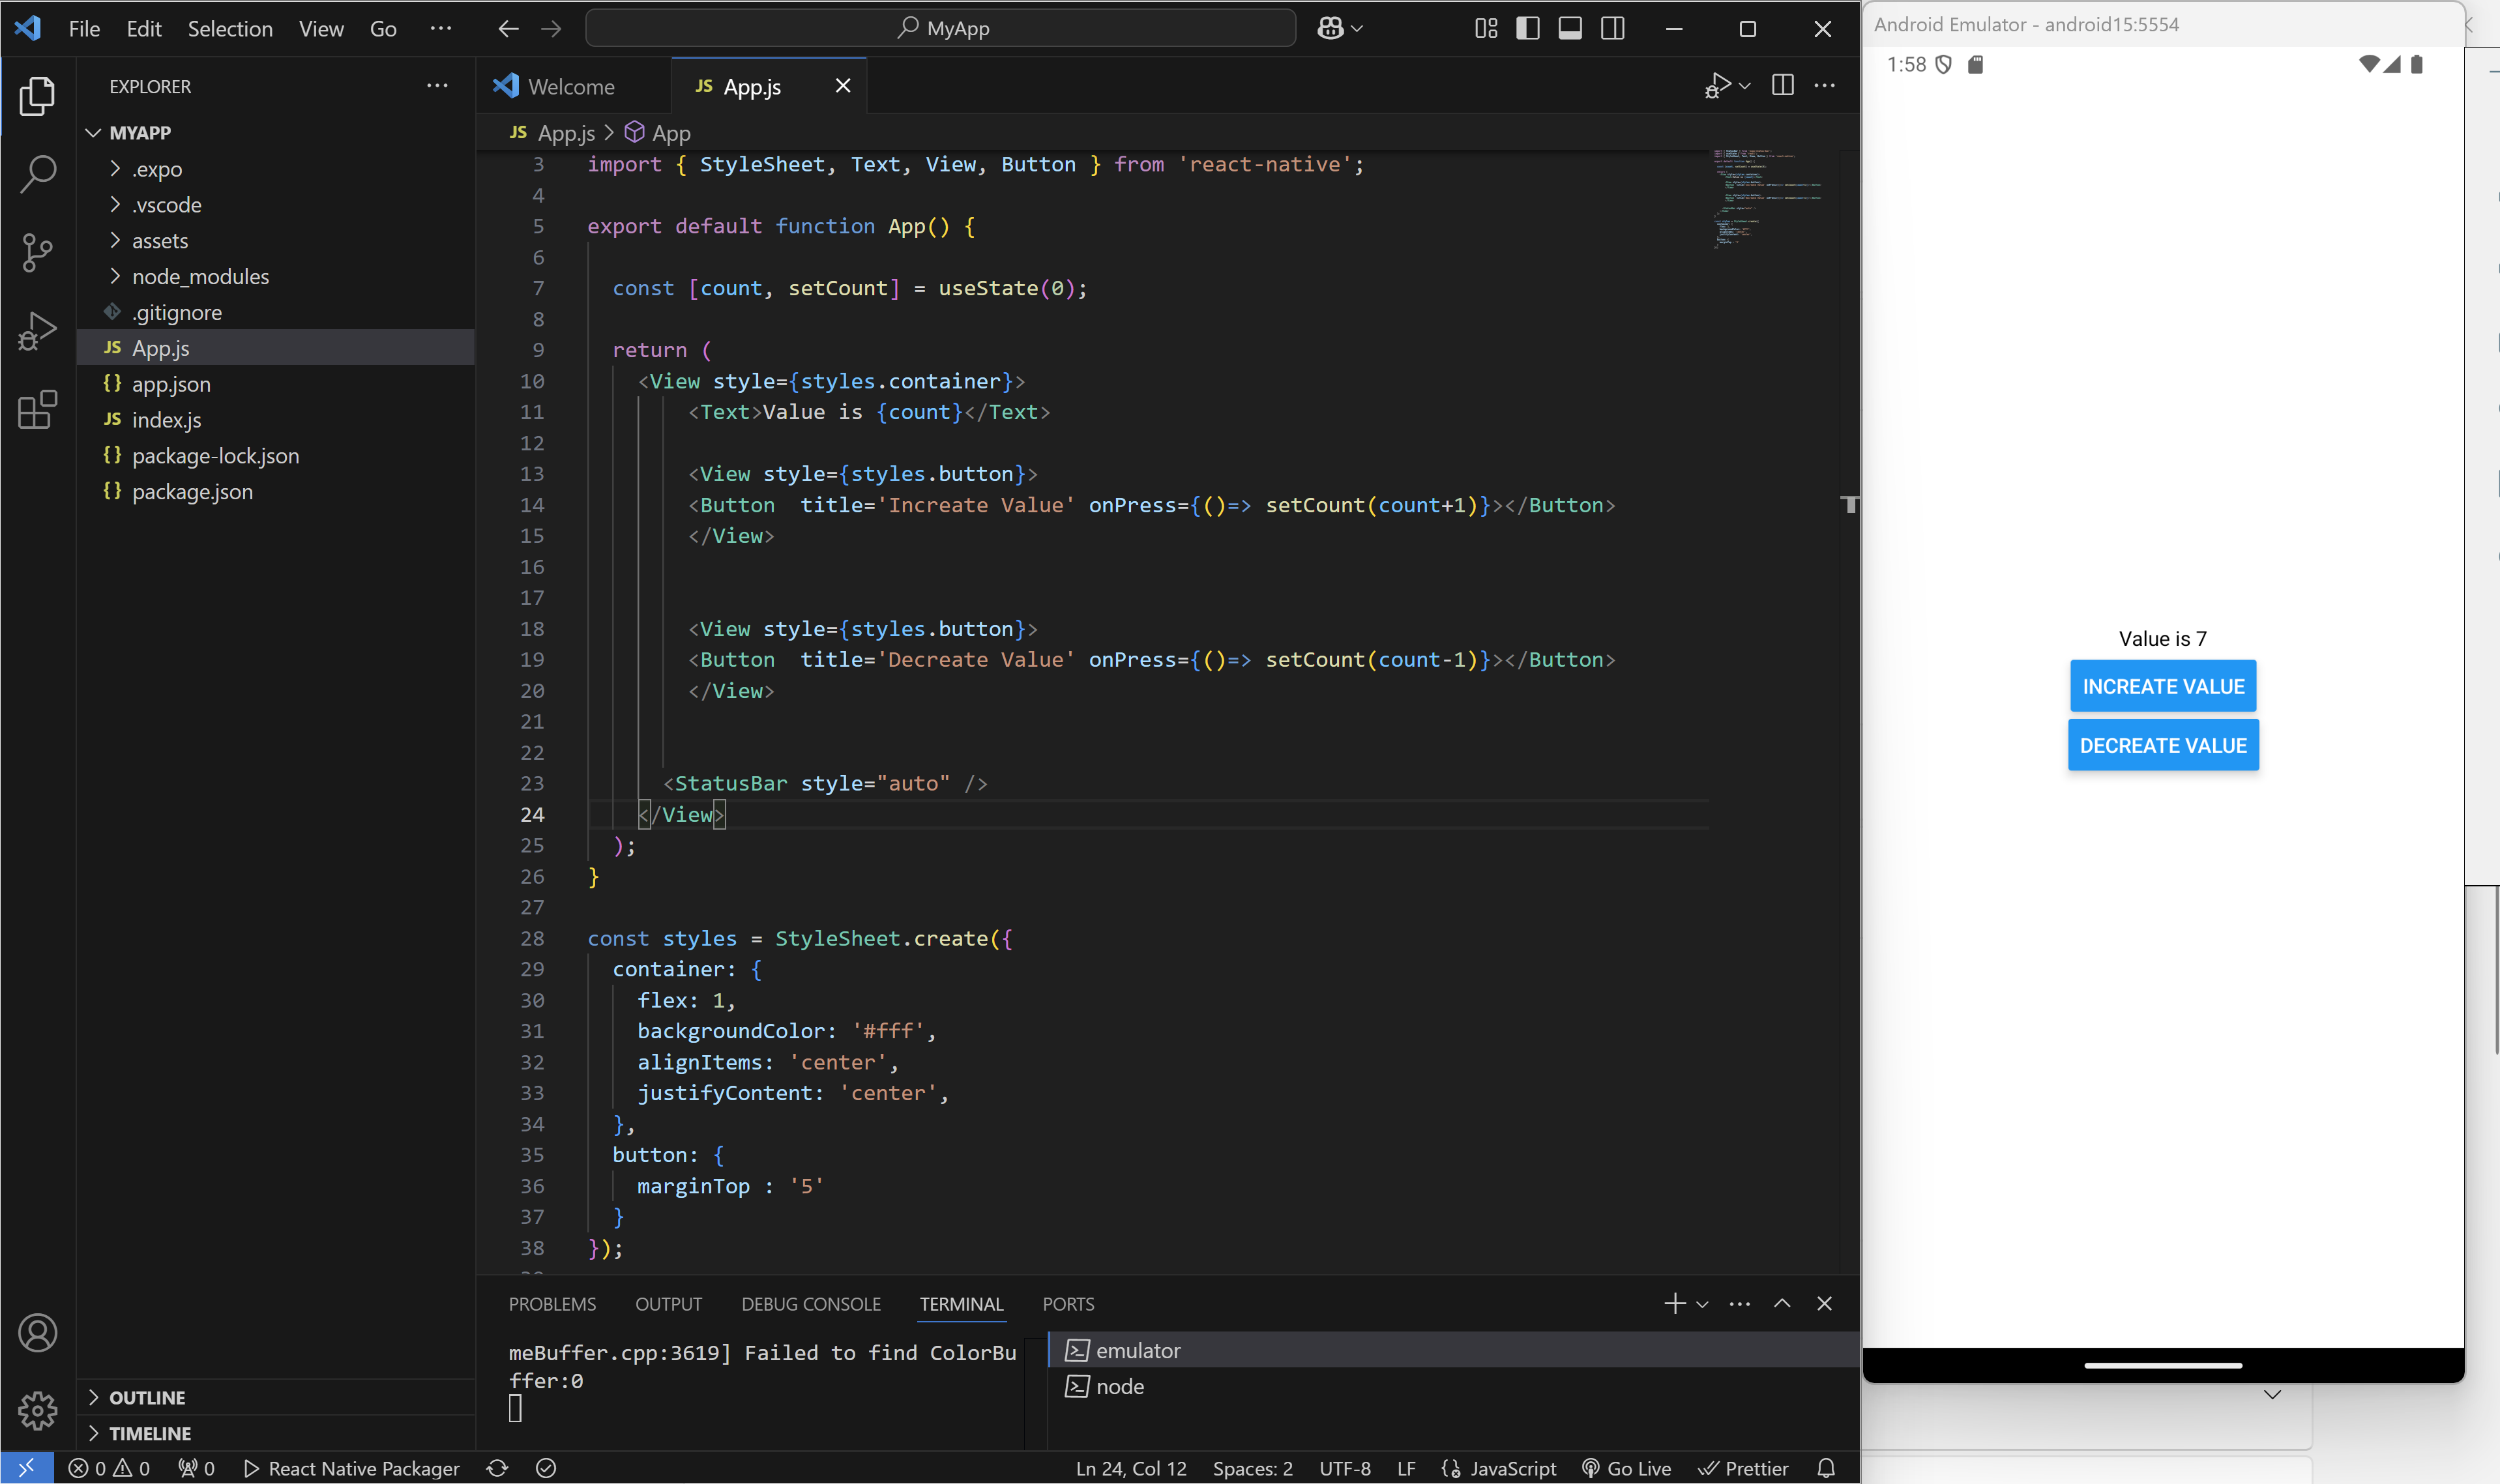 File Edit Selection View Go ··· MyApp
EXPLORER ···
MYAPP
.expo
.vscode
assets
node_modules
.gitignore
JS App.js
{} app.json
JS index.js
{} package-lock.json
{} package.json
OUTLINE
TIMELINE
Welcome JS App.js
JS App.js > App
3 import { StyleSheet, Text, View, Button } from 'react-native';
4
5 export default function App() {
6
7 const [count, setCount] = useState(0);
8
9 return (
10 <View style={styles.container}>
11 <Text>Value is {count}</Text>
12
13 <View style={styles.button}>
14 <Button  title='Increate Value' onPress={()=> setCount(count+1)}></Button>
15 </View>
16
17
18 <View style={styles.button}>
19 <Button  title='Decreate Value' onPress={()=> setCount(count-1)}></Button>
20 </View>
21
22
23 <StatusBar style="auto" />
24 </View>
25 );
26 }
27
28 const styles = StyleSheet.create({
29 container: {
30 flex: 1,
31 backgroundColor: '#fff',
32 alignItems: 'center',
33 justifyContent: 'center',
34 },
35 button: {
36 marginTop : '5'
37 }
38 });
PROBLEMS OUTPUT DEBUG CONSOLE TERMINAL PORTS
meBuffer.cpp:3619] Failed to find ColorBu
ffer:0
emulator
node
0 0 0 React Native Packager Ln 24, Col 12 Spaces: 2 UTF-8 LF {} JavaScript Go Live Prettier
Android Emulator - android15:5554
1:58
Value is 7
INCREATE VALUE
DECREATE VALUE